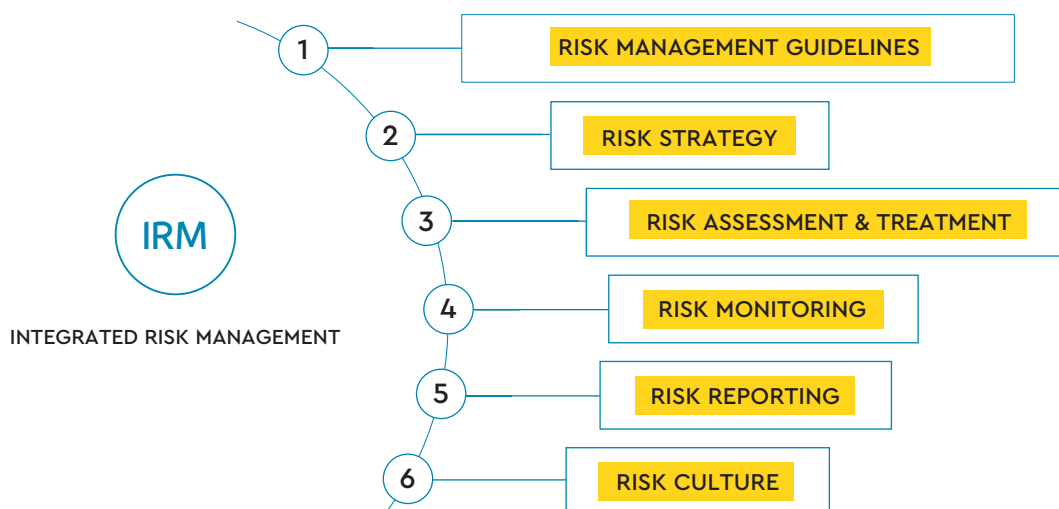 1
RISK MANAGEMENT GUIDELINES
2
RISK STRATEGY
3
RISK ASSESSMENT & TREATMENT
IRM
4
RISK MONITORING
INTEGRATED RISK MANAGEMENT
5
RISK REPORTING
6
RISK CULTURE